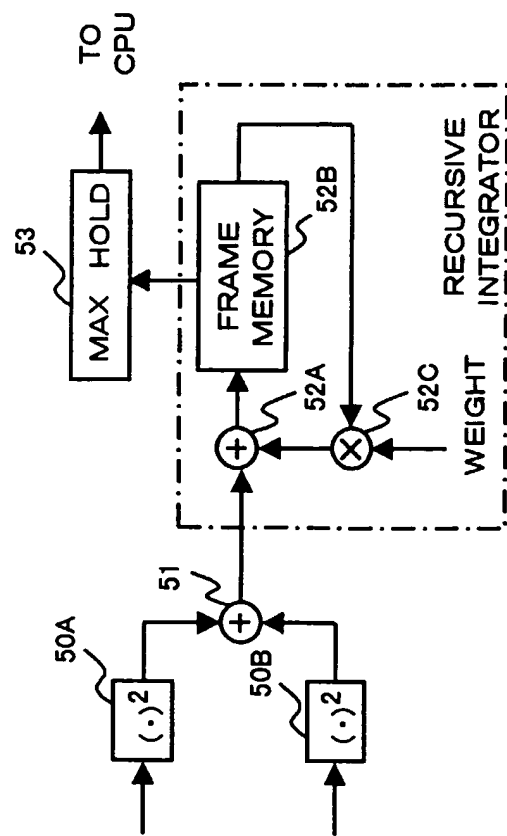 50A
(·)²
50B
(·)²
51
53
MAX HOLD
TO
CPU
FRAME
MEMORY
52B
52A
52C
WEIGHT
RECURSIVE
INTEGRATOR